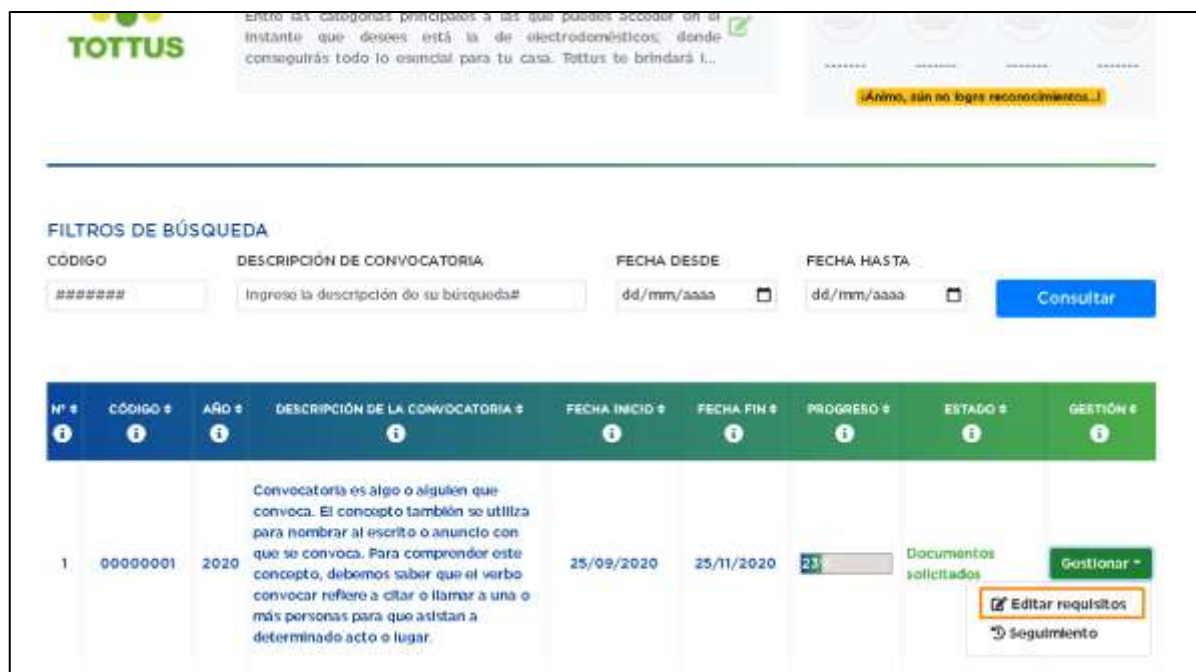 TOTTUS
Entre las categorías principales a las que puedes acceder en el
instante que desees está la de electrodomésticos; donde
conseguirás todo lo esencial para tu casa. Tottus te brindará l...
------- ------- ------- -------
¡Ánimo, aún no logra reconocimientos..!
FILTROS DE BÚSQUEDA
CÓDIGO DESCRIPCIÓN DE CONVOCATORIA FECHA DESDE FECHA HASTA
####### Ingrese la descripción de su búsqueda# dd/mm/aaaa dd/mm/aaaa Consultar
N° CÓDIGO AÑO DESCRIPCIÓN DE LA CONVOCATORIA FECHA INICIO FECHA FIN PROGRESO ESTADO GESTIÓN
Convocatoria es algo o alguien que
convoca. El concepto también se utiliza
para nombrar al escrito o anuncio con
que se convoca. Para comprender este
concepto, debemos saber que el verbo
convocar refiere a citar o llamar a una o
más personas para que asistan a
determinado acto o lugar.
1 00000001 2020 25/09/2020 25/11/2020 23 Documentos
solicitados Gestionar
Editar requisitos
Seguimiento